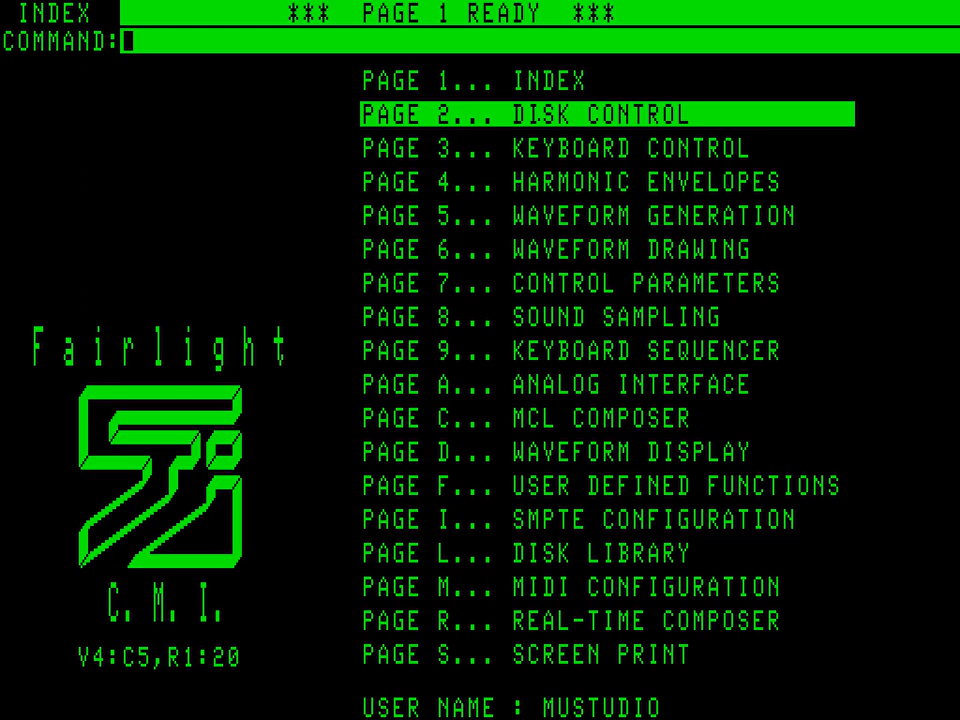 INDEX *** PAGE 1 READY ***
COMMAND:
PAGE 1... INDEX
PAGE 2... DISK CONTROL
PAGE 3... KEYBOARD CONTROL
PAGE 4... HARMONIC ENVELOPES
PAGE 5... WAVEFORM GENERATION
PAGE 6... WAVEFORM DRAWING
PAGE 7... CONTROL PARAMETERS
PAGE 8... SOUND SAMPLING
PAGE 9... KEYBOARD SEQUENCER
PAGE A... ANALOG INTERFACE
PAGE C... MCL COMPOSER
PAGE D... WAVEFORM DISPLAY
PAGE F... USER DEFINED FUNCTIONS
PAGE I... SMPTE CONFIGURATION
PAGE L... DISK LIBRARY
PAGE M... MIDI CONFIGURATION
PAGE R... REAL-TIME COMPOSER
PAGE S... SCREEN PRINT
USER NAME : MUSTUDIO
Fairlight
C. M. I.
V4:C5,R1:20